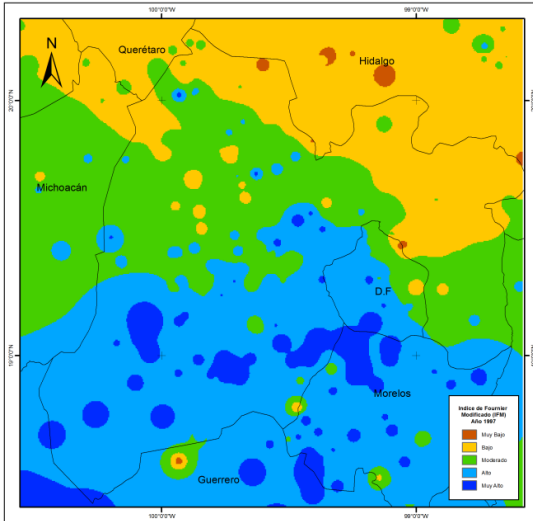 100°0'0"W
99°0'0"W
N
Querétaro
Hidalgo
20°0'0"N
Michoacán
D.F
19°0'0"N
Morelos
Guerrero
Indice de Fournier
Modificado (IFM)
Año 1997
Muy Bajo
Bajo
Moderado
Alto
Muy Alto
100°0'0"W
99°0'0"W